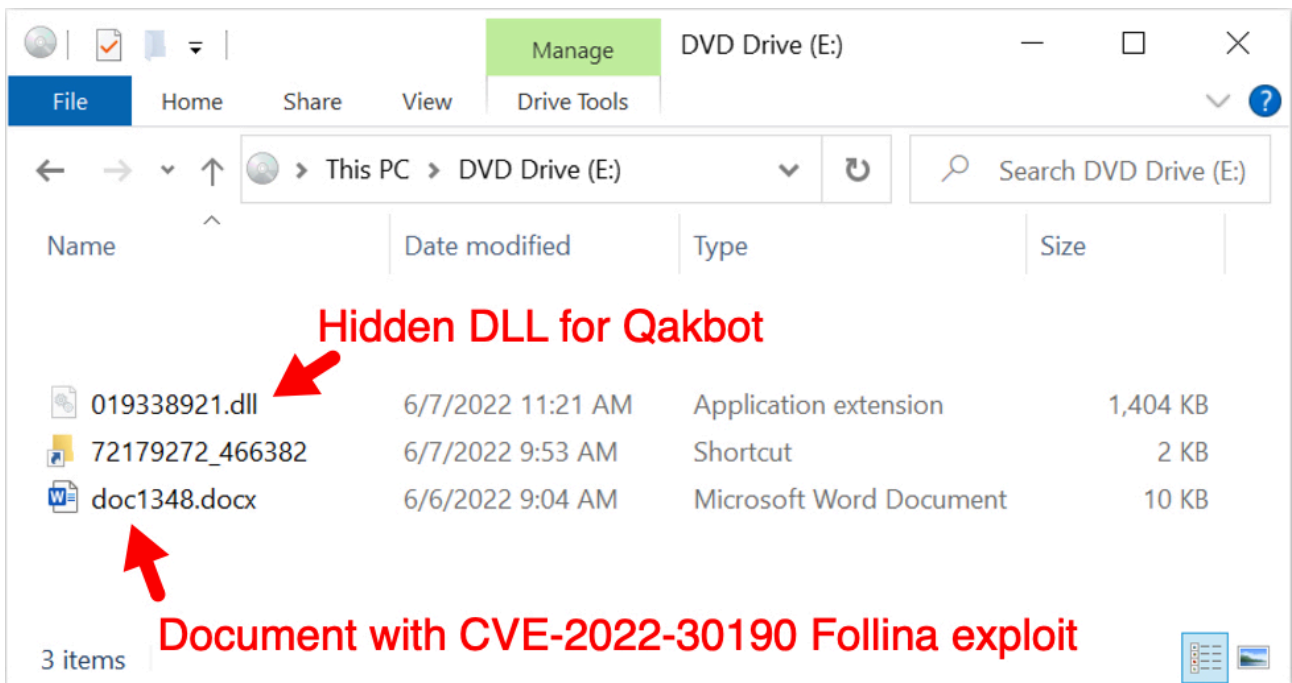 Manage DVD Drive (E:)
File Home Share View Drive Tools ?
This PC DVD Drive (E:) Search DVD Drive (E:)
Name Date modified Type Size
Hidden DLL for Qakbot
019338921.dll 6/7/2022 11:21 AM Application extension 1,404 KB
72179272_466382 6/7/2022 9:53 AM Shortcut 2 KB
doc1348.docx 6/6/2022 9:04 AM Microsoft Word Document 10 KB
Document with CVE-2022-30190 Follina exploit
3 items